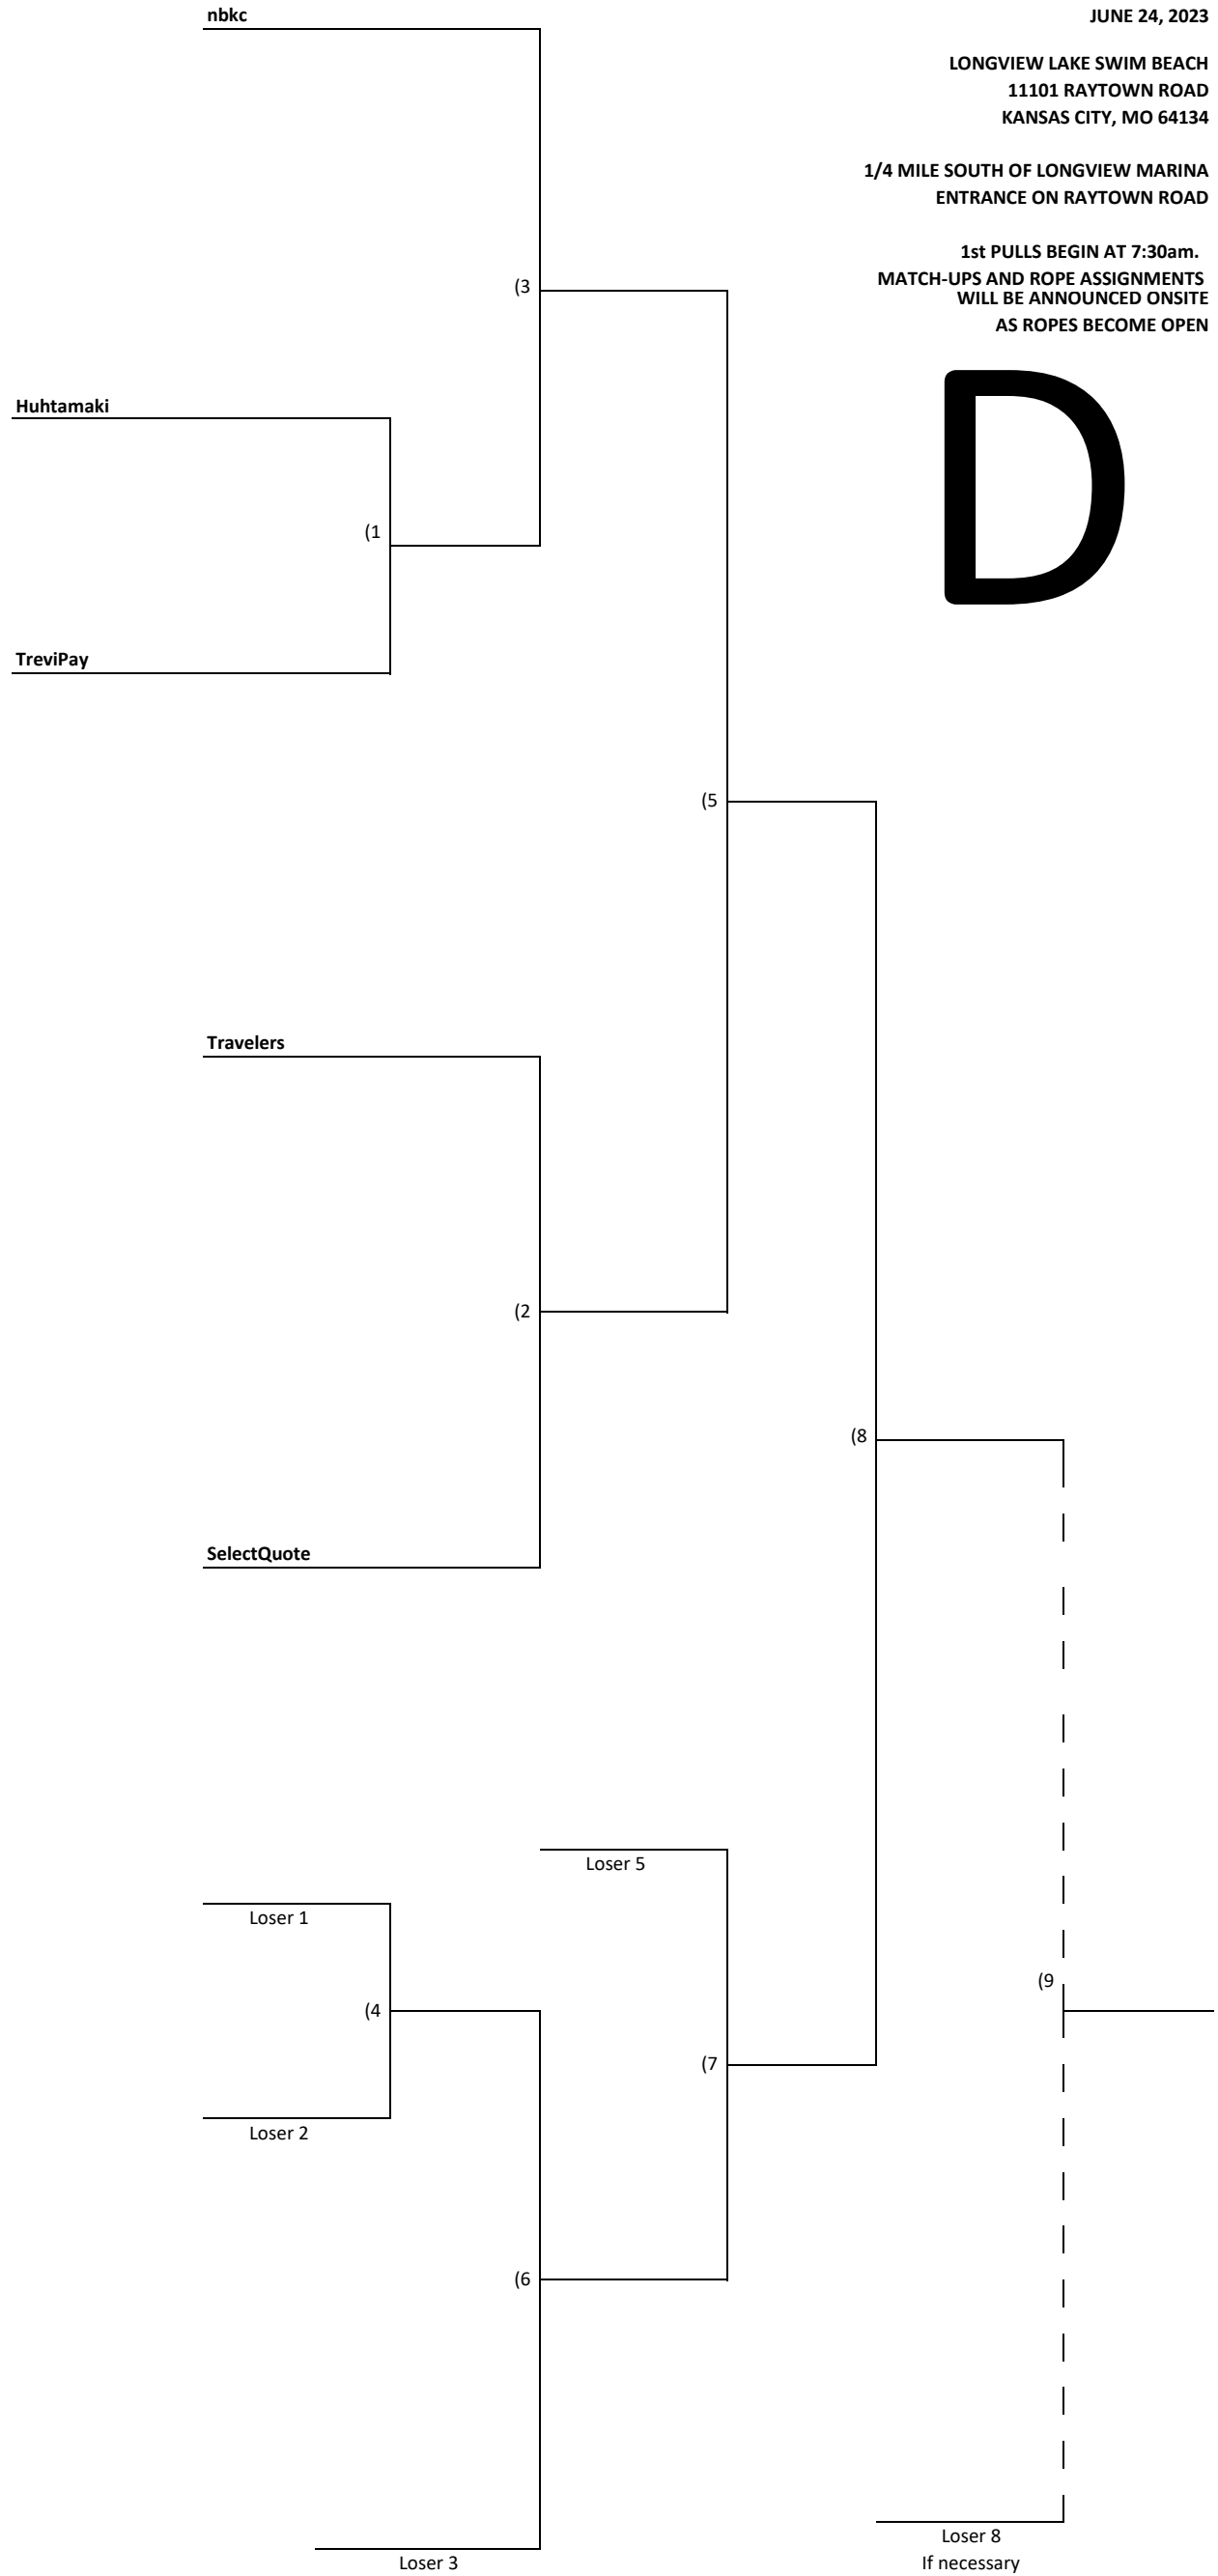 nbkc
JUNE 24, 2023
LONGVIEW LAKE SWIM BEACH
11101 RAYTOWN ROAD
KANSAS CITY, MO 64134
1/4 MILE SOUTH OF LONGVIEW MARINA
ENTRANCE ON RAYTOWN ROAD
1st PULLS BEGIN AT 7:30am.
MATCH-UPS AND ROPE ASSIGNMENTS
WILL BE ANNOUNCED ONSITE
AS ROPES BECOME OPEN
(3
D
Huhtamaki
(1
TreviPay
(5
Travelers
(2
(8
SelectQuote
Loser 5
Loser 1
(9
(4
(7
Loser 2
(6
Loser 8
If necessary
Loser 3